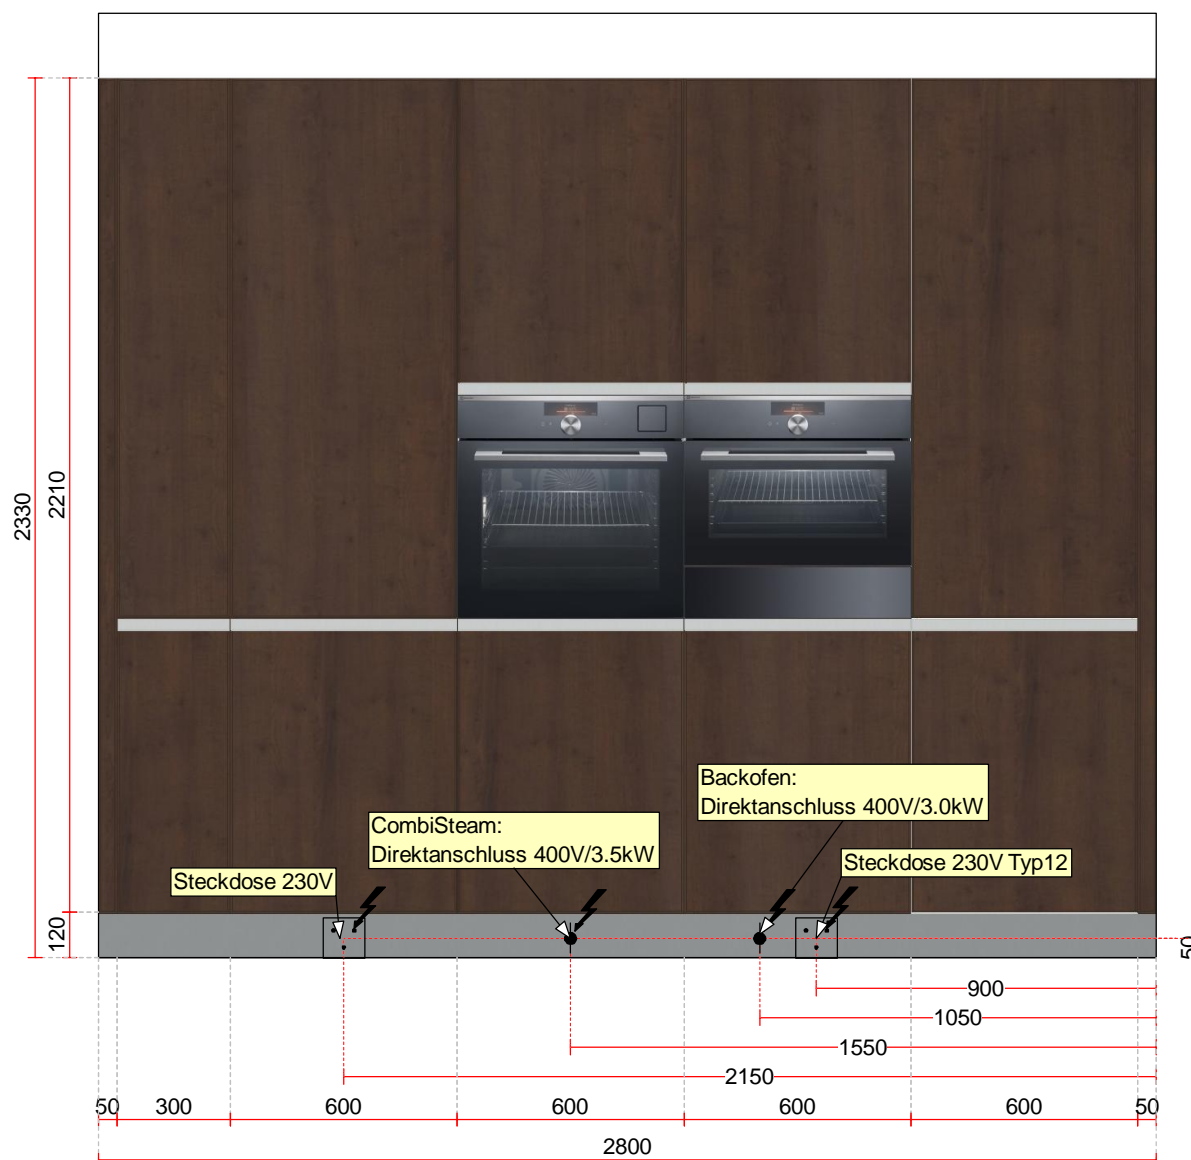 2330
2210
Backofen:
Direktanschluss 400V/3.0kW
CombiSteam:
Direktanschluss 400V/3.5kW
Steckdose 230V Typ12
Steckdose 230V
120
50
900
1050
1550
2150
50 300 600 600 600 600 50
2800